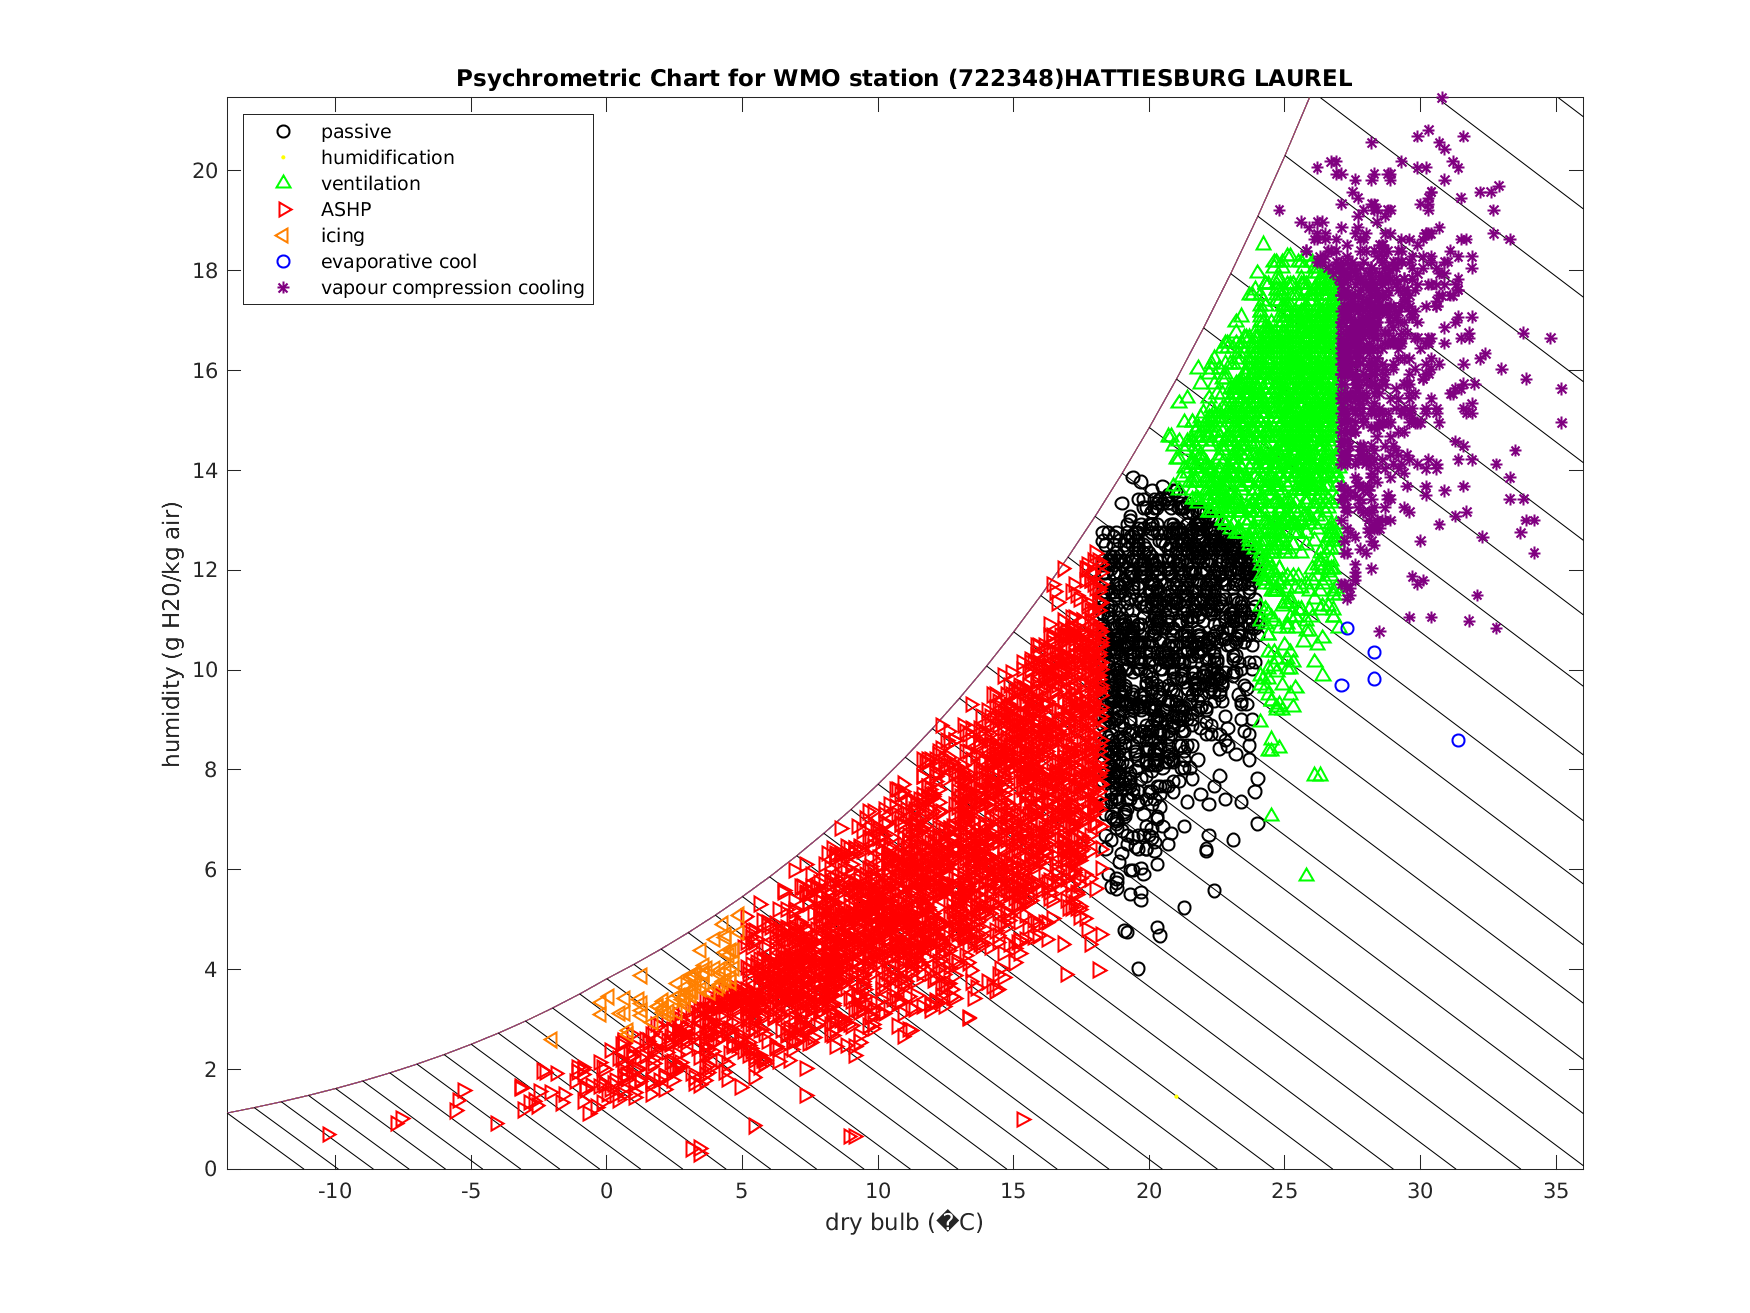 Psychrometric Chart for WMO station (722348)HATTIESBURG LAUREL
passive
humidification
ventilation
ASHP
icing
evaporative cool
vapour compression cooling
humidity (g H20/kg air)
20
18
16
14
12
10
8
6
4
2
0
-10 -5 0 5 10 15 20 25 30 35
dry bulb (�C)